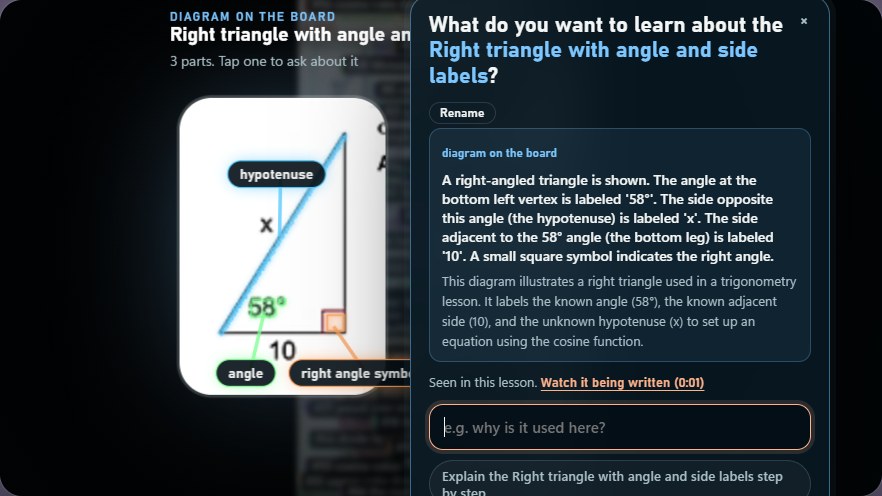 DIAGRAM ON THE BOARD
Right triangle with angle an
3 parts. Tap one to ask about it
hypotenuse
x
58°
10
angle
right angle symbo
What do you want to learn about the
Right triangle with angle and side
labels?
×
Rename
diagram on the board
A right-angled triangle is shown. The angle at the
bottom left vertex is labeled '58°'. The side opposite
this angle (the hypotenuse) is labeled 'x'. The side
adjacent to the 58° angle (the bottom leg) is labeled
'10'. A small square symbol indicates the right angle.
This diagram illustrates a right triangle used in a trigonometry
lesson. It labels the known angle (58°), the known adjacent
side (10), and the unknown hypotenuse (x) to set up an
equation using the cosine function.
Seen in this lesson. Watch it being written (0:01)
e.g. why is it used here?
Explain the Right triangle with angle and side labels step
by step